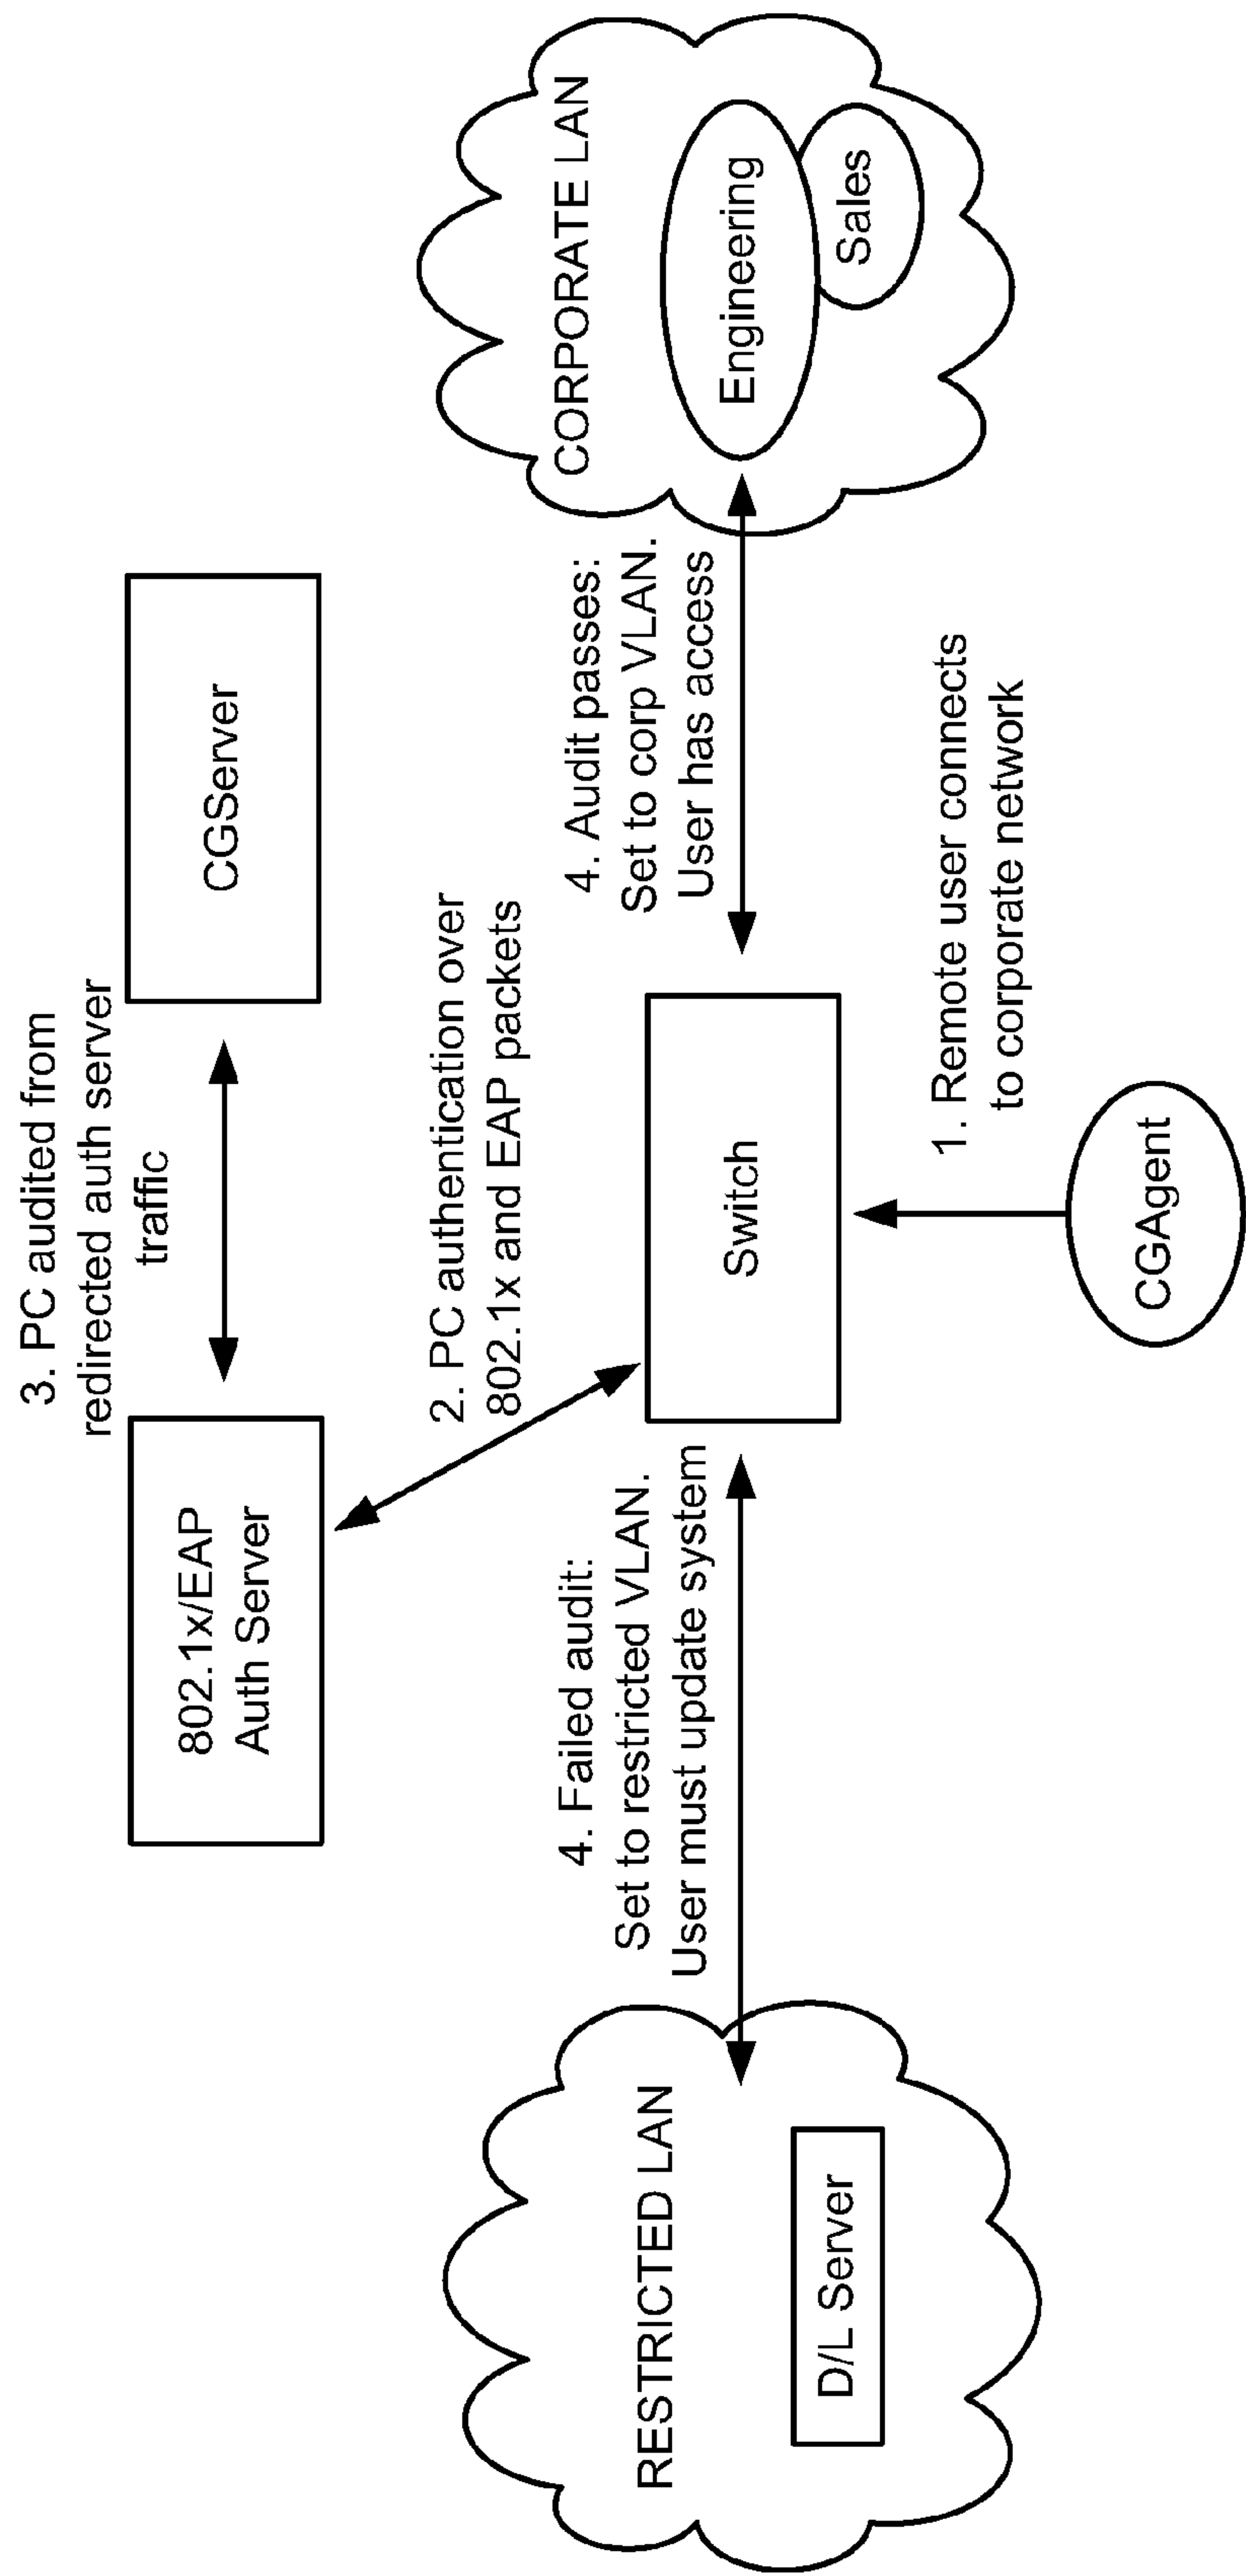 3. PC audited from
redirected auth server
traffic
802.1x/EAP
Auth Server
CGServer
2. PC authentication over
802.1x and EAP packets
4. Failed audit:
Set to restricted VLAN.
User must update system
4. Audit passes:
Set to corp VLAN.
User has access
RESTRICTED LAN
D/L Server
Switch
CORPORATE LAN
Engineering
Sales
1. Remote user connects
to corporate network
CGAgent